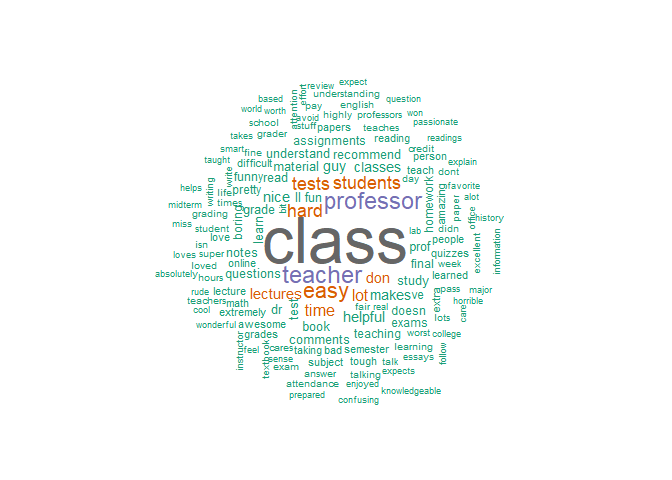 review expect
based attention effort understanding question
world worth pay english
avoid highly professors won
school stuff papers teaches passionate
takes grader assignments reading readings
smart fine understand recommend credit
taught difficult material guy classes person explain
helps write funny read tests students teach day dont
writing life pretty nice ll fun professor homework amazing favorite
midterm times bit paper alot
grading grade hard office history
miss student boring learn class lab didn
love prof people excellent
isn notes final quizzes
loves super online teacher don week information
loved questions study learned
absolutely hours
rude lecture lectures easy lot makes ve extra pass major
teachers math test fair real horrible
cool extremely dr time helpful doesn lots care
wonderful awesome book exams
grades comments teaching worst college
instructor feel cares taking bad semester learning follow
textbook sense subject tough talk essays
exam answer talking expects
attendance enjoyed
prepared knowledgeable
confusing